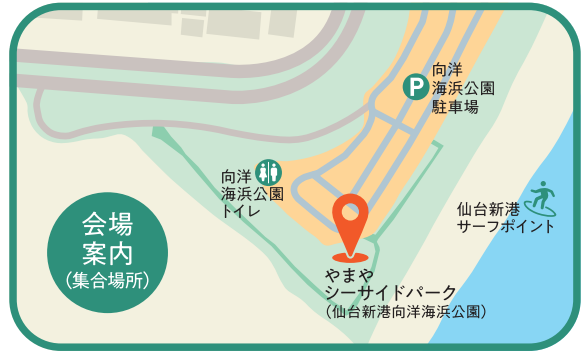 P
向洋
海浜公園
駐車場
向洋
海浜公園
トイレ
仙台新港
サーフポイント
会場
案内
(集合場所)
やまや
シーサイドパーク
(仙台新港向洋海浜公園)